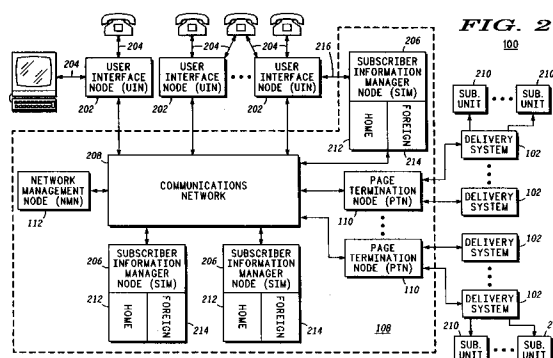 FIG. 2
100
204
204
204
204
216
206
USER
INTERFACE
NODE (UIN)
202
USER
INTERFACE
NODE (UIN)
202
USER
INTERFACE
NODE (UIN)
202
SUBSCRIBER
INFORMATION
MANAGER
NODE (SIM)
HOME
FOREIGN
212
214
210
SUB.
UNIT
210
SUB.
UNIT
DELIVERY
SYSTEM
102
DELIVERY
SYSTEM
102
208
COMMUNICATIONS
NETWORK
NETWORK
MANAGEMENT
NODE (NMN)
112
PAGE
TERMINATION
NODE (PTN)
110
PAGE
TERMINATION
NODE (PTN)
110
DELIVERY
SYSTEM
102
DELIVERY
SYSTEM
102
206
SUBSCRIBER
INFORMATION
MANAGER
NODE (SIM)
212
HOME
FOREIGN
214
206
SUBSCRIBER
INFORMATION
MANAGER
NODE (SIM)
212
HOME
FOREIGN
214
108
210
SUB.
UNIT
SUB.
UNIT